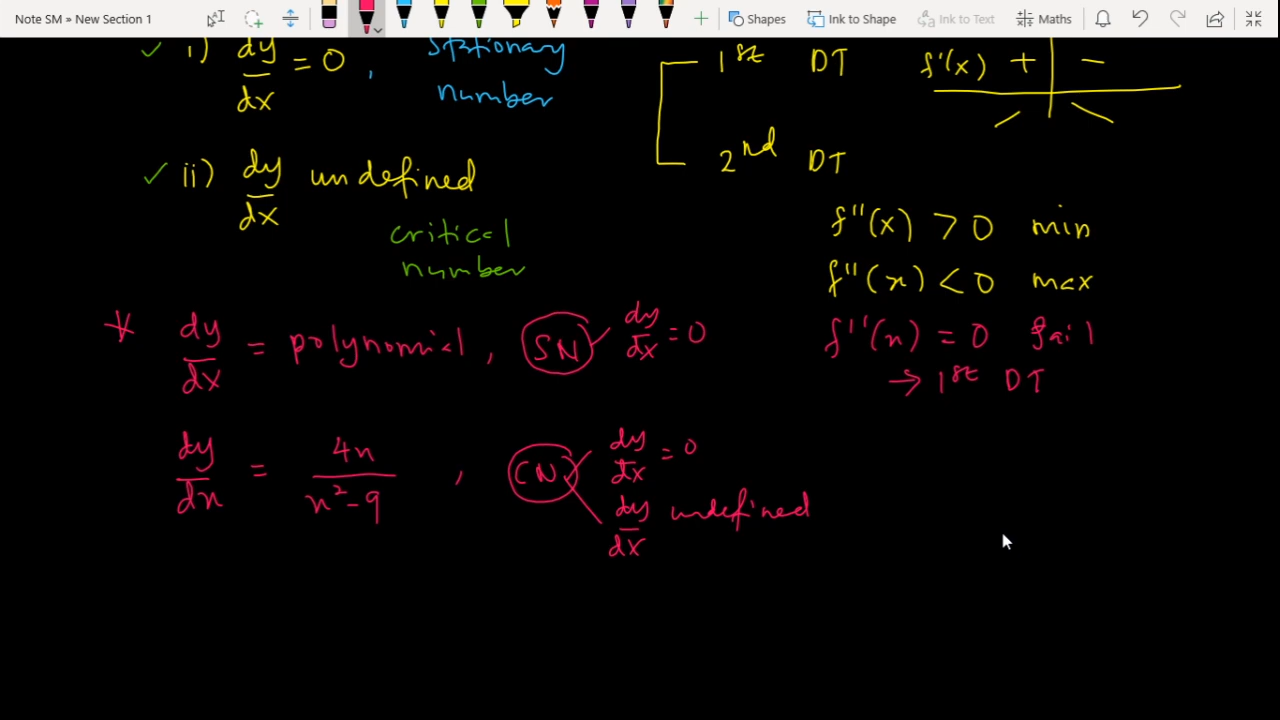 Note SM » New Section 1
Shapes
Ink to Shape
Ink to Text
Maths
✓ i) dy/dx = 0, stationary number
✓ ii) dy/dx undefined
critical number
1st DT f'(x) + | −
2nd DT
f''(x) > 0 min
f''(x) < 0 max
f''(x) = 0 fail
→ 1st DT
* dy/dx = polynomial, SN dy/dx = 0
dy/dx = 4x/x²-9 , CN dy/dx = 0
dy/dx undefined